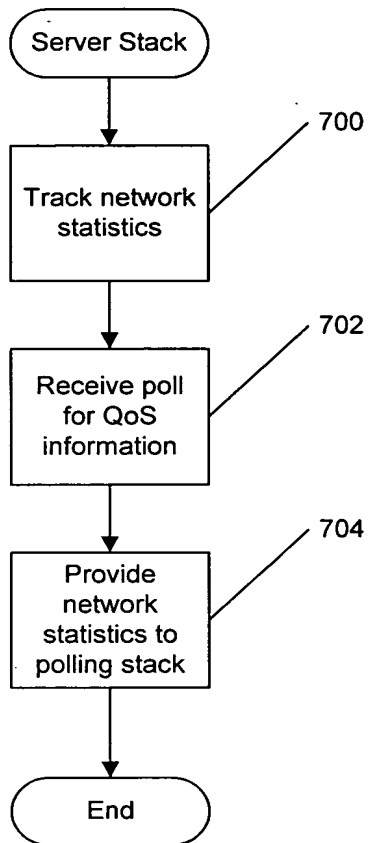 Server Stack
700
Track network
statistics
702
Receive poll
for QoS
information
704
Provide
network
statistics to
polling stack
End